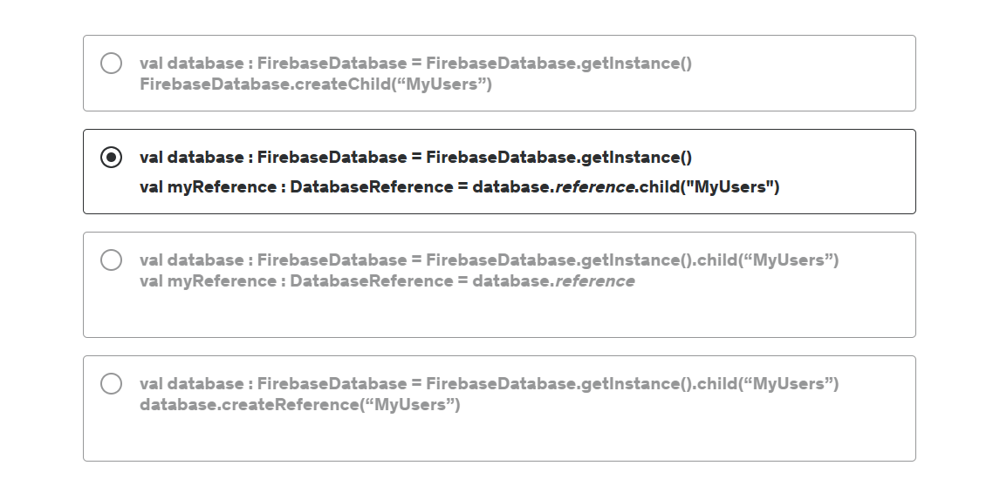 val database : FirebaseDatabase = FirebaseDatabase.getInstance()
FirebaseDatabase.createChild(“MyUsers”)
val database : FirebaseDatabase = FirebaseDatabase.getInstance()
val myReference : DatabaseReference = database.reference.child("MyUsers")
val database : FirebaseDatabase = FirebaseDatabase.getInstance().child(“MyUsers”)
val myReference : DatabaseReference = database.reference
val database : FirebaseDatabase = FirebaseDatabase.getInstance().child(“MyUsers”)
database.createReference(“MyUsers”)